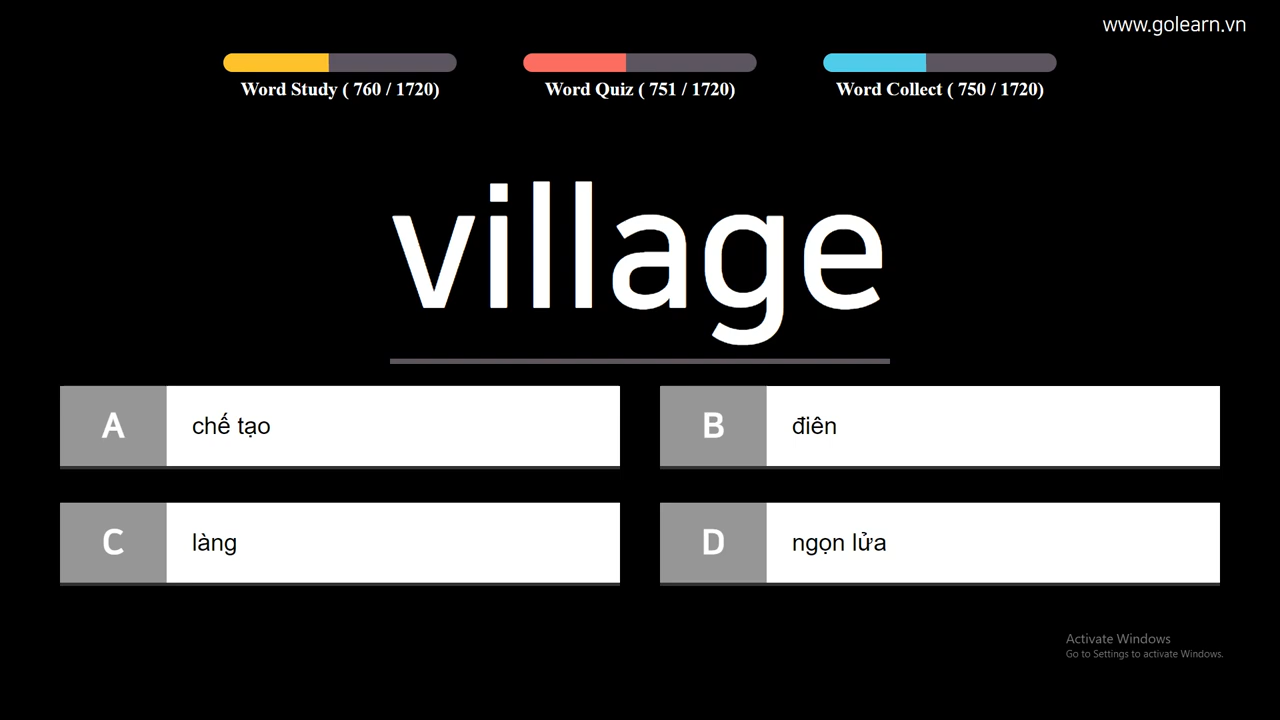 www.golearn.vn
Word Study ( 760 / 1720)
Word Quiz ( 751 / 1720)
Word Collect ( 750 / 1720)
village
A chế tạo
B điên
C làng
D ngọn lửa
Activate Windows
Go to Settings to activate Windows.